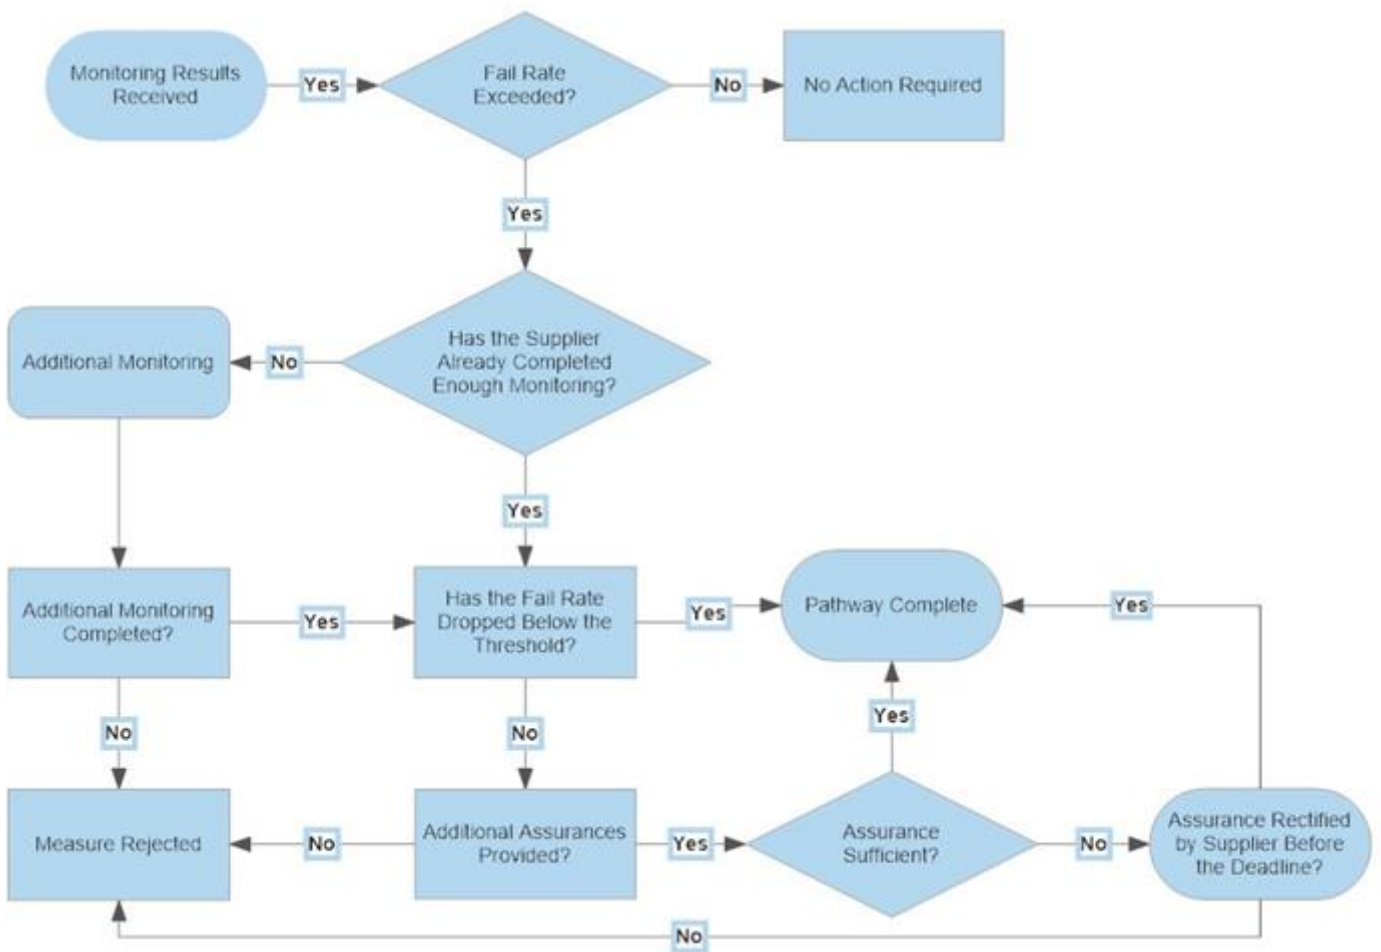 Monitoring Results
Received
Yes
Fail Rate
Exceeded?
No
No Action Required
Yes
Additional Monitoring
No
Has the Supplier
Already Completed
Enough Monitoring?
Yes
Additional Monitoring
Completed?
Yes
Has the Fail Rate
Dropped Below the
Threshold?
Yes
Pathway Complete
Yes
No
No
Yes
Measure Rejected
No
Additional Assurances
Provided?
Yes
Assurance
Sufficient?
No
Assurance Rectified
by Supplier Before
the Deadline?
No